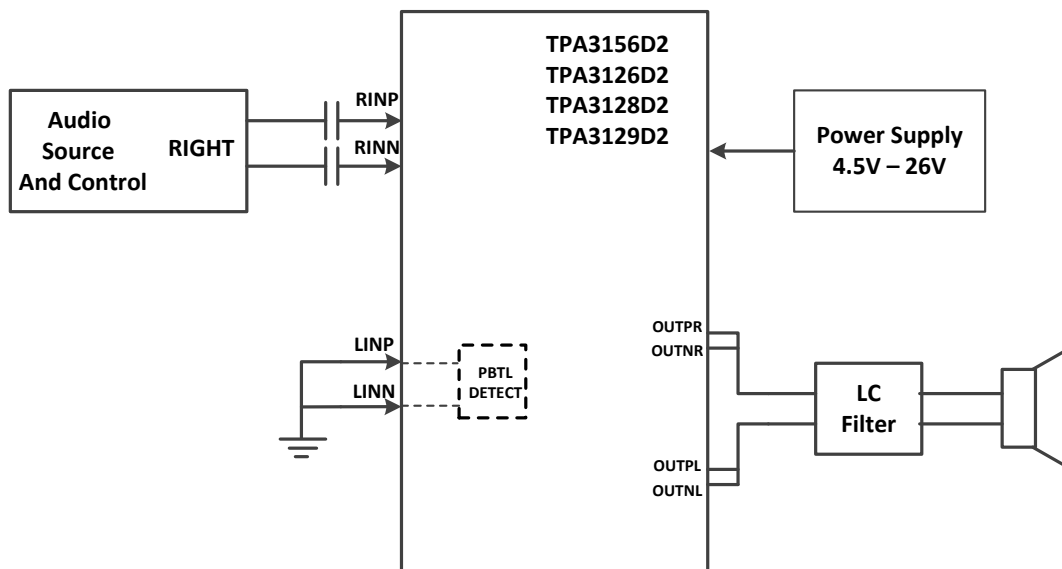 TPA3156D2
TPA3126D2
TPA3128D2
TPA3129D2
Audio
Source
And Control
RIGHT
RINP
RINN
Power Supply
4.5V – 26V
LINP
LINN
PBTL
DETECT
OUTPR
OUTNR
LC
Filter
OUTPL
OUTNL